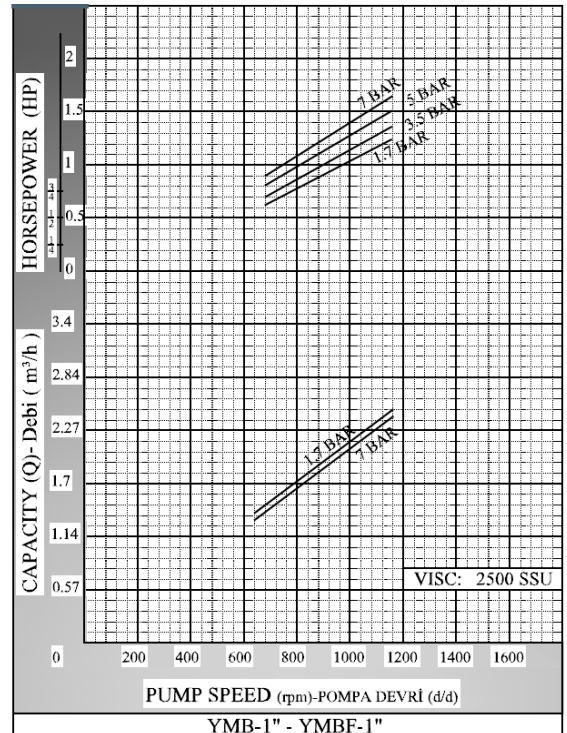 HORSEPOWER (HP)
2
1.5
1
3/4
0.5
1/2
1/4
0
7 BAR
5 BAR
3.5 BAR
1.7 BAR
CAPACITY (Q)- Debi ( m³/h )
3.4
2.84
2.27
1.7
1.14
0.57
1.7 BAR
7 BAR
VISC: 2500 SSU
0 200 400 600 800 1000 1200 1400 1600
PUMP SPEED (rpm)-POMPA DEVRİ (d/d)
YMB-1" - YMBF-1"